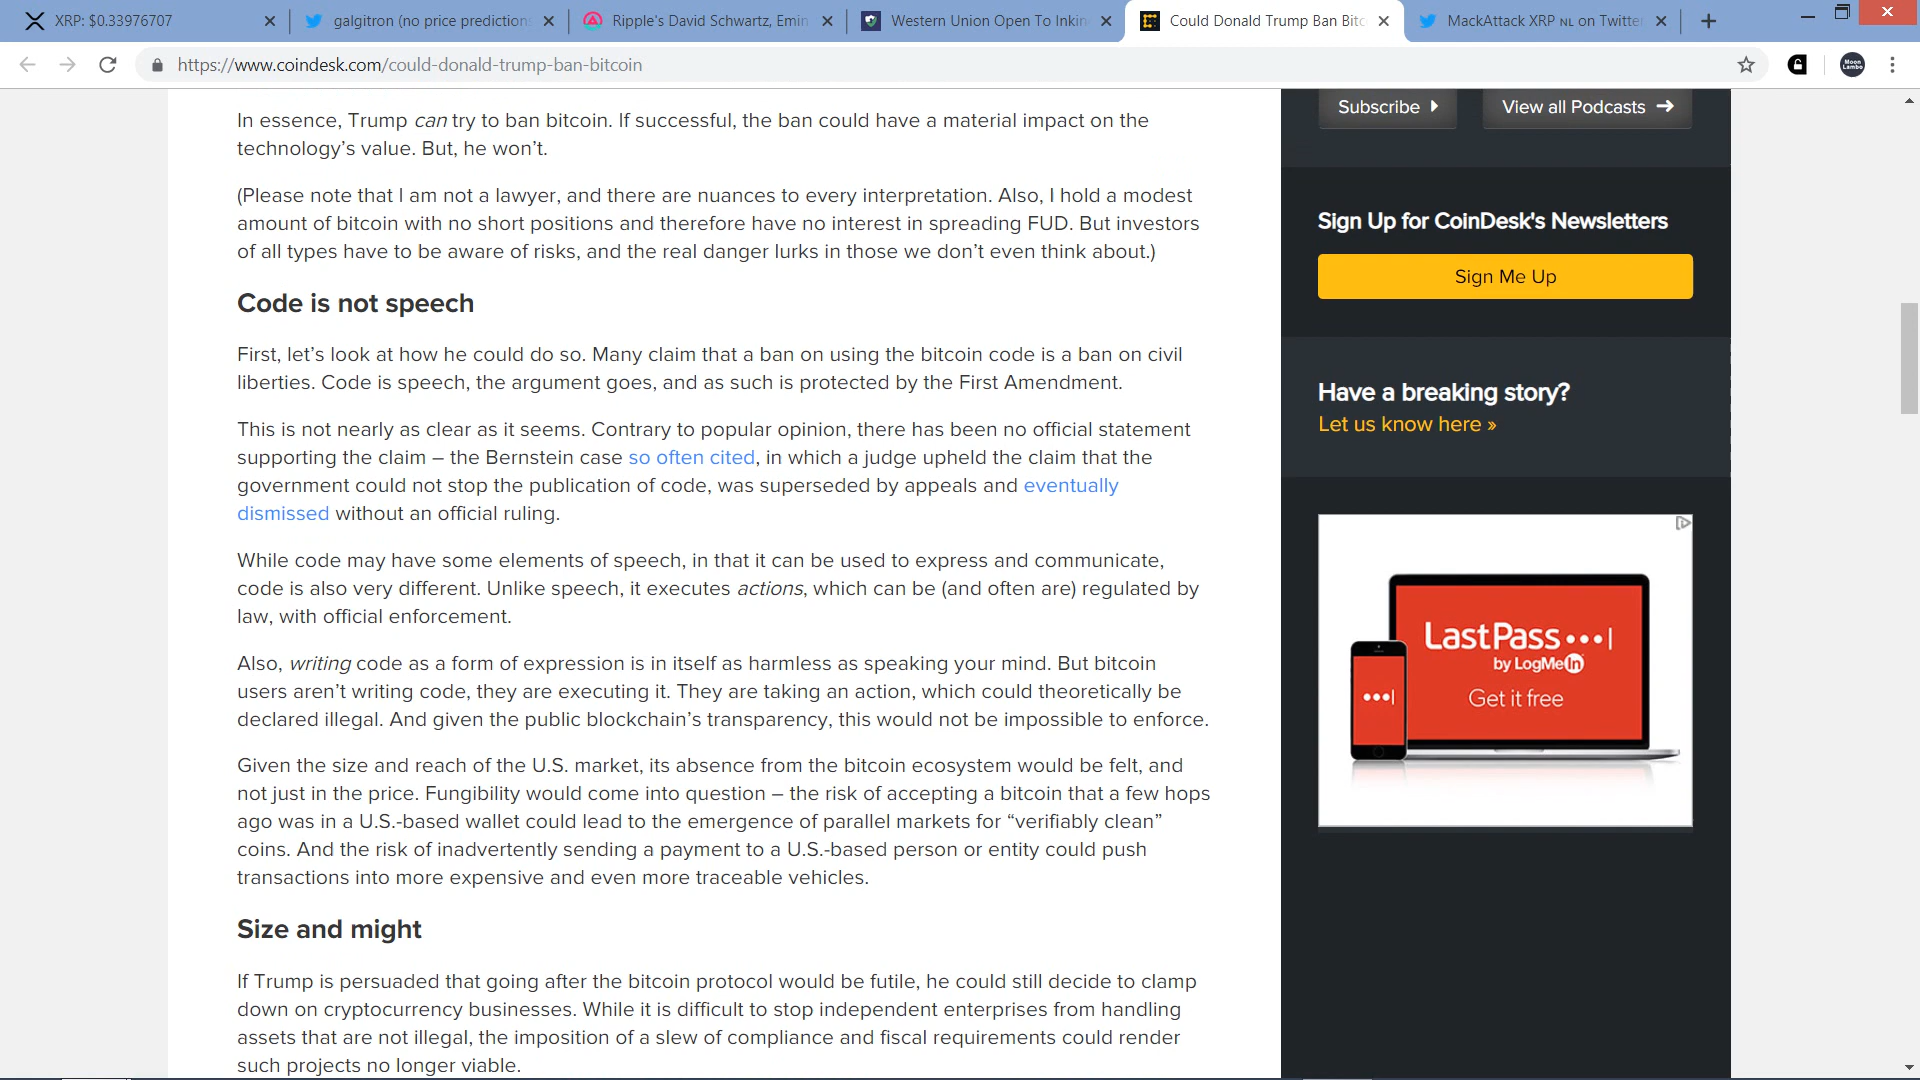 XRP: $0.33976707
galgitron (no price predictions
Ripple's David Schwartz, Emin
Western Union Open To Inkin
Could Donald Trump Ban Bitc
MackAttack XRP NL on Twitter
https://www.coindesk.com/could-donald-trump-ban-bitcoin
Moon
Lambo
In essence, Trump can try to ban bitcoin. If successful, the ban could have a material impact on the
technology’s value. But, he won’t.
(Please note that I am not a lawyer, and there are nuances to every interpretation. Also, I hold a modest
amount of bitcoin with no short positions and therefore have no interest in spreading FUD. But investors
of all types have to be aware of risks, and the real danger lurks in those we don’t even think about.)
Code is not speech
First, let’s look at how he could do so. Many claim that a ban on using the bitcoin code is a ban on civil
liberties. Code is speech, the argument goes, and as such is protected by the First Amendment.
This is not nearly as clear as it seems. Contrary to popular opinion, there has been no official statement
supporting the claim – the Bernstein case so often cited, in which a judge upheld the claim that the
government could not stop the publication of code, was superseded by appeals and eventually
dismissed without an official ruling.
While code may have some elements of speech, in that it can be used to express and communicate,
code is also very different. Unlike speech, it executes actions, which can be (and often are) regulated by
law, with official enforcement.
Also, writing code as a form of expression is in itself as harmless as speaking your mind. But bitcoin
users aren’t writing code, they are executing it. They are taking an action, which could theoretically be
declared illegal. And given the public blockchain’s transparency, this would not be impossible to enforce.
Given the size and reach of the U.S. market, its absence from the bitcoin ecosystem would be felt, and
not just in the price. Fungibility would come into question – the risk of accepting a bitcoin that a few hops
ago was in a U.S.-based wallet could lead to the emergence of parallel markets for “verifiably clean”
coins. And the risk of inadvertently sending a payment to a U.S.-based person or entity could push
transactions into more expensive and even more traceable vehicles.
Size and might
If Trump is persuaded that going after the bitcoin protocol would be futile, he could still decide to clamp
down on cryptocurrency businesses. While it is difficult to stop independent enterprises from handling
assets that are not illegal, the imposition of a slew of compliance and fiscal requirements could render
such projects no longer viable.
Subscribe
View all Podcasts
Sign Up for CoinDesk's Newsletters
Sign Me Up
Have a breaking story?
Let us know here »
LastPass
by LogMeIn
Get it free